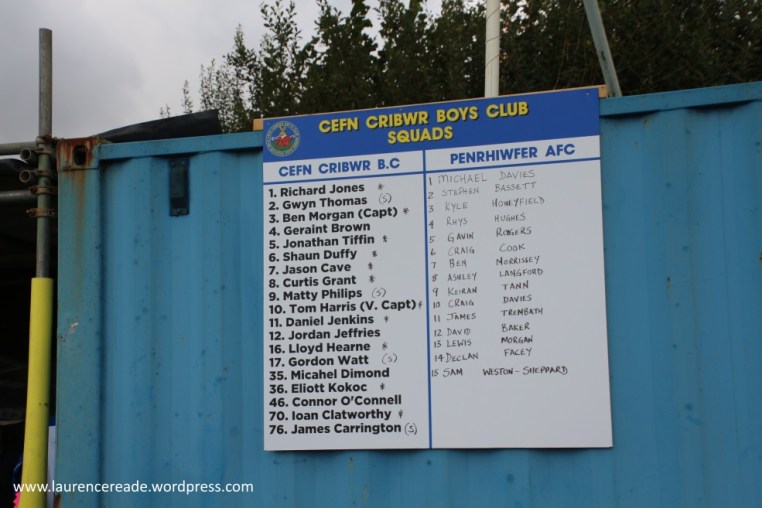 CEFN CRIBWR BOYS CLUB
SQUADS
CEFN CRIBWR B.C
1. Richard Jones *
2. Gwyn Thomas (S)
3. Ben Morgan (Capt) *
4. Geraint Brown
5. Jonathan Tiffin *
6. Shaun Duffy *
7. Jason Cave *
8. Curtis Grant *
9. Matty Philips (S)
10. Tom Harris (V. Capt) *
11. Daniel Jenkins *
12. Jordan Jeffries
16. Lloyd Hearne *
17. Gordon Watt (S)
35. Micahel Dimond
36. Eliott Kokoc *
46. Connor O'Connell
70. Ioan Clatworthy *
76. James Carrington (S)
PENRHIWFER AFC
1 MICHAEL DAVIES
2 STEPHEN BASSETT
3 KYLE HONEYFIELD
4 RHYS HUGHES
5 GAVIN ROGERS
6 CRAIG COOK
7 BEN MORRISSEY
8 ASHLEY LANGFORD
9 KEIRAN TANN
10 CRAIG DAVIES
11 JAMES TREMBATH
12 DAVID BAKER
13 LEWIS MORGAN
14 DECLAN FACEY
15 SAM WESTON-SHEPPARD
www.laurencereade.wordpress.com